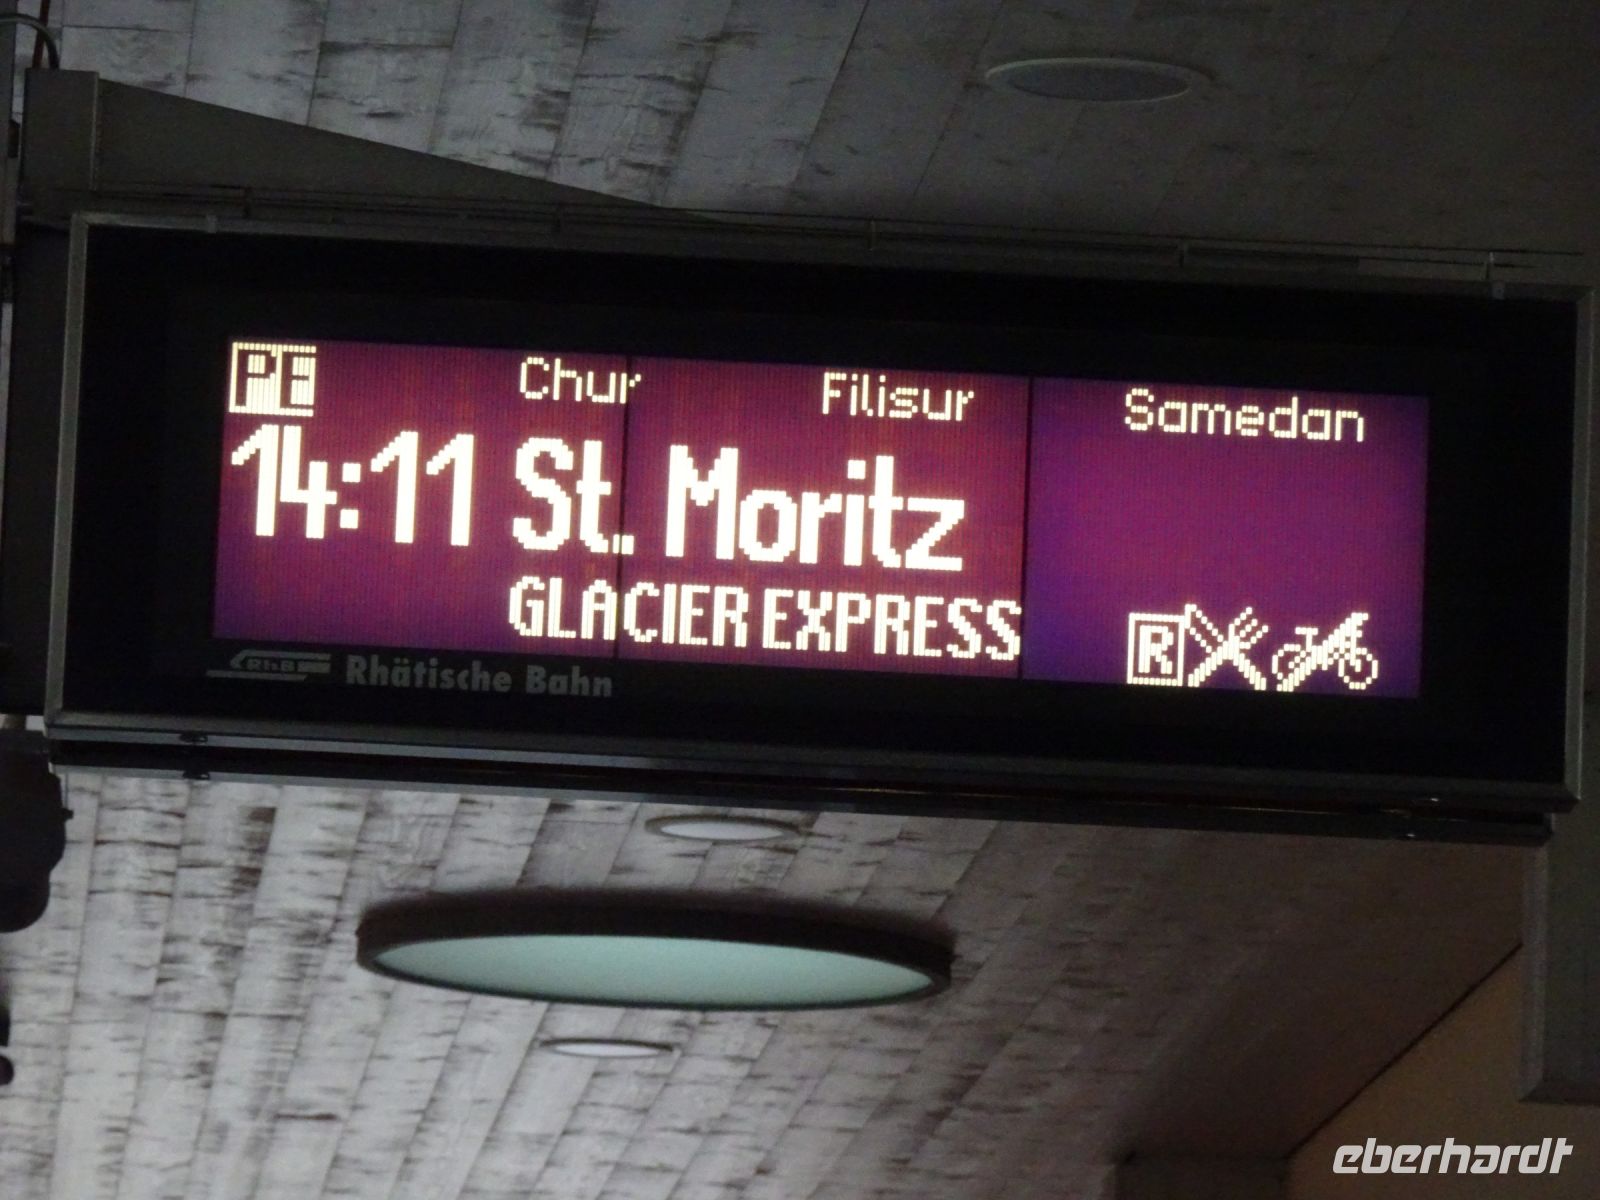 PE Chur Filisur Samedan
14:11 St. Moritz
GLACIER EXPRESS
R
RhB Rhätische Bahn
eberhardt